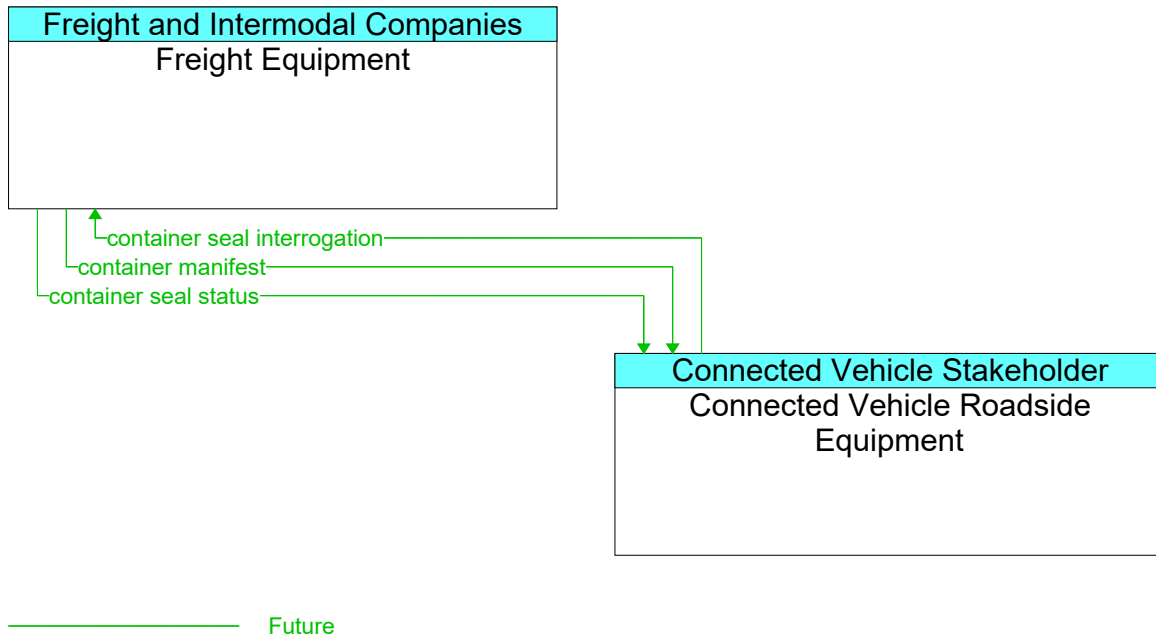 Freight and Intermodal Companies
Freight Equipment
container seal interrogation
container manifest
container seal status
Connected Vehicle Stakeholder
Connected Vehicle Roadside
Equipment
Future